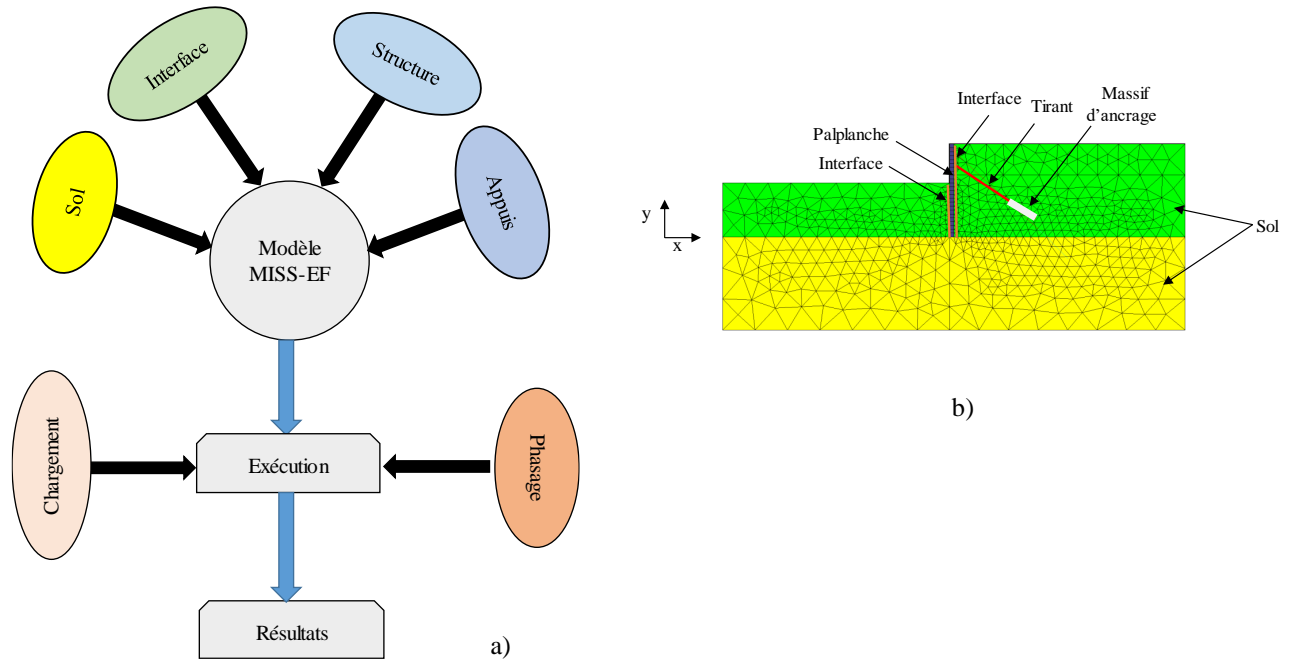 Interface
Structure
Sol
Appuis
Modèle
MISS-EF
Chargement
Exécution
Phasage
Résultats
a)
Interface
Tirant
Massif
d'ancrage
Palplanche
Interface
y
x
Sol
b)